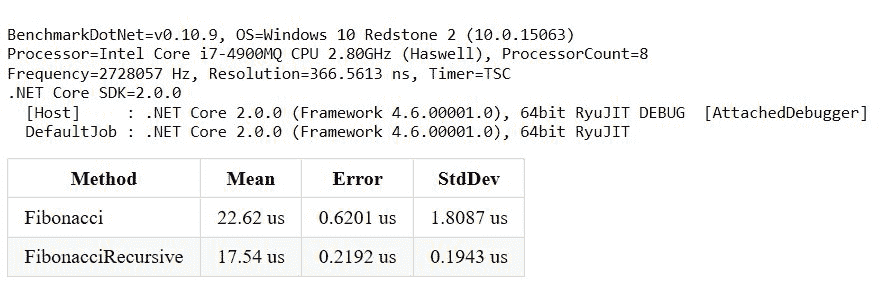 BenchmarkDotNet=v0.10.9, OS=Windows 10 Redstone 2 (10.0.15063)
Processor=Intel Core i7-4900MQ CPU 2.80GHz (Haswell), ProcessorCount=8
Frequency=2728057 Hz, Resolution=366.5613 ns, Timer=TSC
.NET Core SDK=2.0.0
[Host] : .NET Core 2.0.0 (Framework 4.6.00001.0), 64bit RyuJIT DEBUG [AttachedDebugger]
DefaultJob : .NET Core 2.0.0 (Framework 4.6.00001.0), 64bit RyuJIT
Method Mean Error StdDev
Fibonacci 22.62 us 0.6201 us 1.8087 us
FibonacciRecursive 17.54 us 0.2192 us 0.1943 us